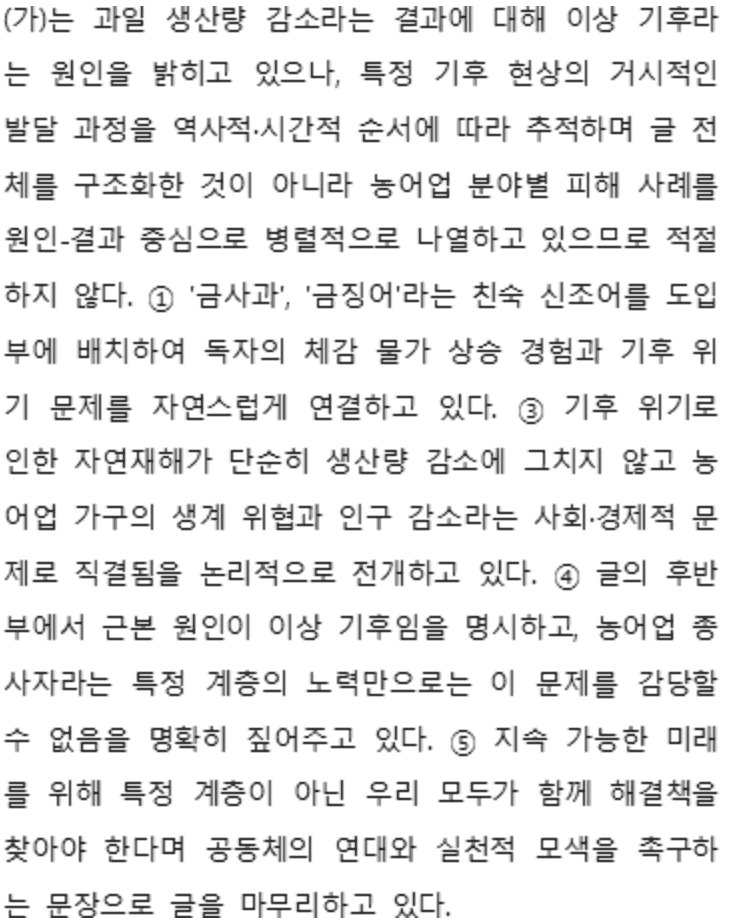 (가)는 과일 생산량 감소라는 결과에 대해 이상 기후라
는 원인을 밝히고 있으나, 특정 기후 현상의 거시적인
발달 과정을 역사적·시간적 순서에 따라 추적하며 글 전
체를 구조화한 것이 아니라 농어업 분야별 피해 사례를
원인-결과 중심으로 병렬적으로 나열하고 있으므로 적절
하지 않다. ① '금사과', '금징어'라는 친숙 신조어를 도입
부에 배치하여 독자의 체감 물가 상승 경험과 기후 위
기 문제를 자연스럽게 연결하고 있다. ③ 기후 위기로
인한 자연재해가 단순히 생산량 감소에 그치지 않고 농
어업 가구의 생계 위협과 인구 감소라는 사회·경제적 문
제로 직결됨을 논리적으로 전개하고 있다. ④ 글의 후반
부에서 근본 원인이 이상 기후임을 명시하고, 농어업 종
사자라는 특정 계층의 노력만으로는 이 문제를 감당할
수 없음을 명확히 짚어주고 있다. ⑤ 지속 가능한 미래
를 위해 특정 계층이 아닌 우리 모두가 함께 해결책을
찾아야 한다며 공동체의 연대와 실천적 모색을 촉구하
는 문장으로 글을 마무리하고 있다.